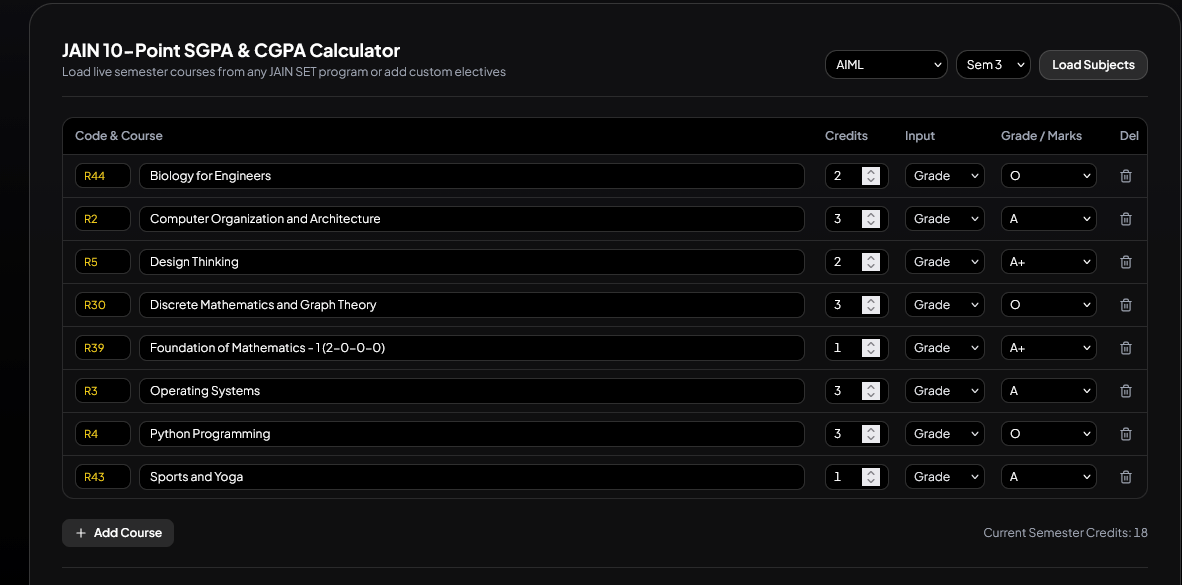 JAIN 10-Point SGPA & CGPA Calculator
Load live semester courses from any JAIN SET program or add custom electives
AIML Sem 3 Load Subjects
Code & Course Credits Input Grade / Marks Del
R44 Biology for Engineers 2 Grade O
R2 Computer Organization and Architecture 3 Grade A
R5 Design Thinking 2 Grade A+
R30 Discrete Mathematics and Graph Theory 3 Grade O
R39 Foundation of Mathematics - 1 (2-0-0-0) 1 Grade A+
R3 Operating Systems 3 Grade A
R4 Python Programming 3 Grade O
R43 Sports and Yoga 1 Grade A
+ Add Course Current Semester Credits: 18